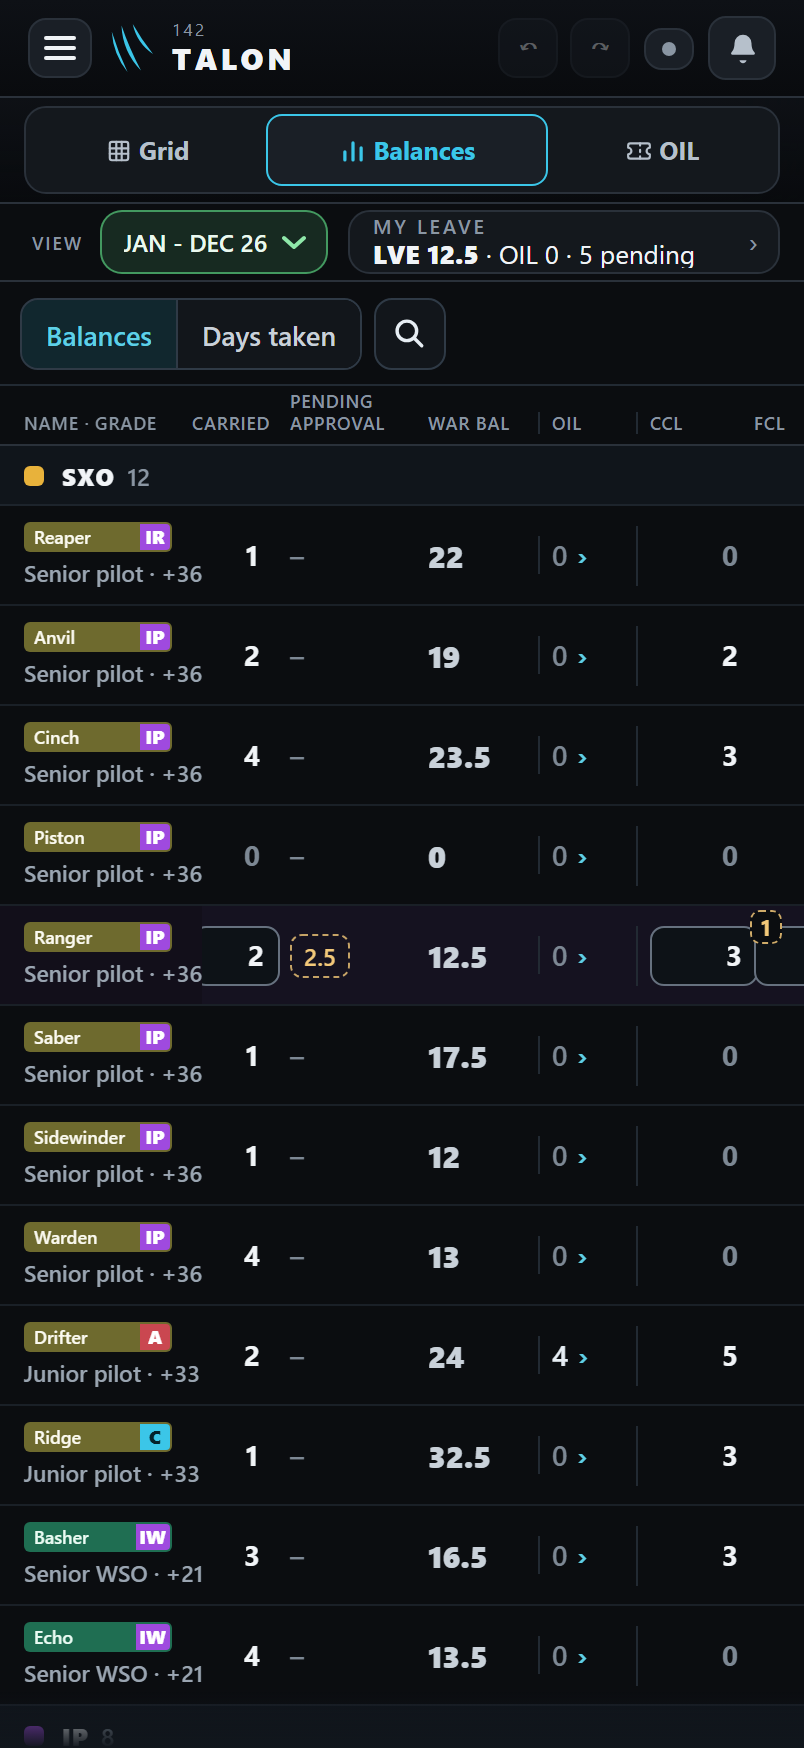 142
TALON
Grid
Balances
OIL
VIEW
JAN - DEC 26
MY LEAVE
LVE 12.5 · OIL 0 · 5 pending
Balances
Days taken
NAME · GRADE
CARRIED
PENDING APPROVAL
WAR BAL
OIL
CCL
FCL
SXO 12
Reaper IR
Senior pilot · +36
1 – 22 0 › 0
Anvil IP
Senior pilot · +36
2 – 19 0 › 2
Cinch IP
Senior pilot · +36
4 – 23.5 0 › 3
Piston IP
Senior pilot · +36
0 – 0 0 › 0
Ranger IP
Senior pilot · +36
2 2.5 12.5 0 › 3 1
Saber IP
Senior pilot · +36
1 – 17.5 0 › 0
Sidewinder IP
Senior pilot · +36
1 – 12 0 › 0
Warden IP
Senior pilot · +36
4 – 13 0 › 0
Drifter A
Junior pilot · +33
2 – 24 4 › 5
Ridge C
Junior pilot · +33
1 – 32.5 0 › 3
Basher IW
Senior WSO · +21
3 – 16.5 0 › 3
Echo IW
Senior WSO · +21
4 – 13.5 0 › 0
IP 8